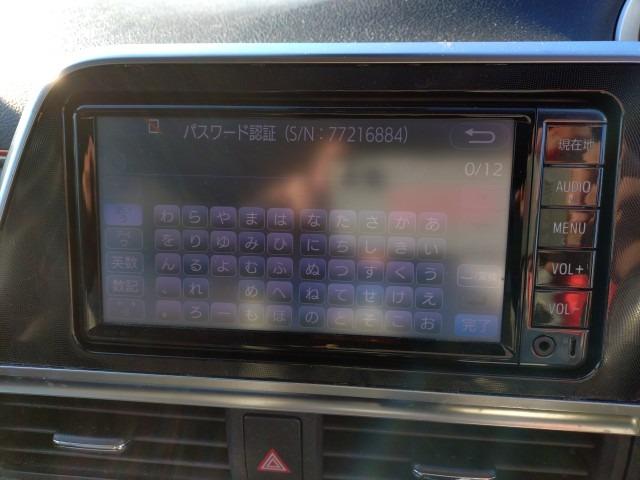 パスワード認証 (S/N:77216884)
0/12
現在地
AUDIO
MENU
VOL+
VOL-
わ ら や ま は な た さ か あ
を り ゆ み ひ に ち し き い
英数 ん る よ む ふ ぬ つ す く う
数記 れ め へ ね て せ け え
ろ ー も ほ の と そ こ お 完了